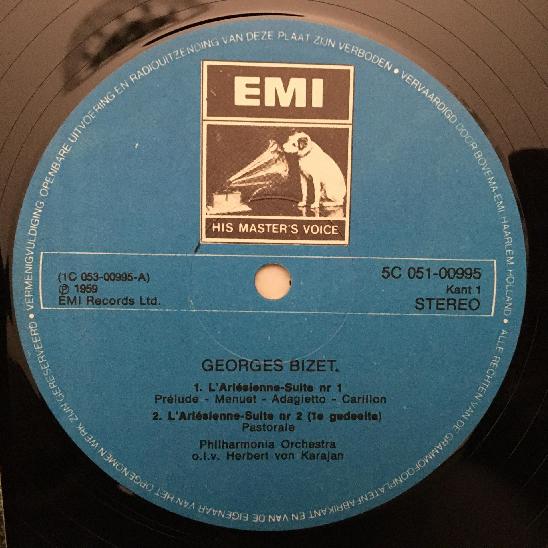 VERMENIGVULDIGING OPENBARE UITVOERING EN RADIOUITZENDING VAN DEZE PLAAT ZIJN VERBODEN • VERVAARDIGD DOOR BOVEMA-EMI, HAARLEM, HOLLAND • ALLE RECHTEN VAN DE GRAMMOFOONPLATENFABRIKANT EN VAN DE EIGENAAR VAN HET OPGENOMEN WERK ZIJN GERESERVEERD •
EMI
HIS MASTER'S VOICE
(1C 053-00995-A)
℗ 1959
EMI Records Ltd.
5C 051-00995
Kant 1
STEREO
GEORGES BIZET.
1. L'Arlésienne-Suite nr 1
Prélude - Menuet - Adagietto - Carillon
2. L'Arlésienne-Suite nr 2 (1e gedeelte)
Pastorale
Philharmonia Orchestra
o.l.v. Herbert von Karajan